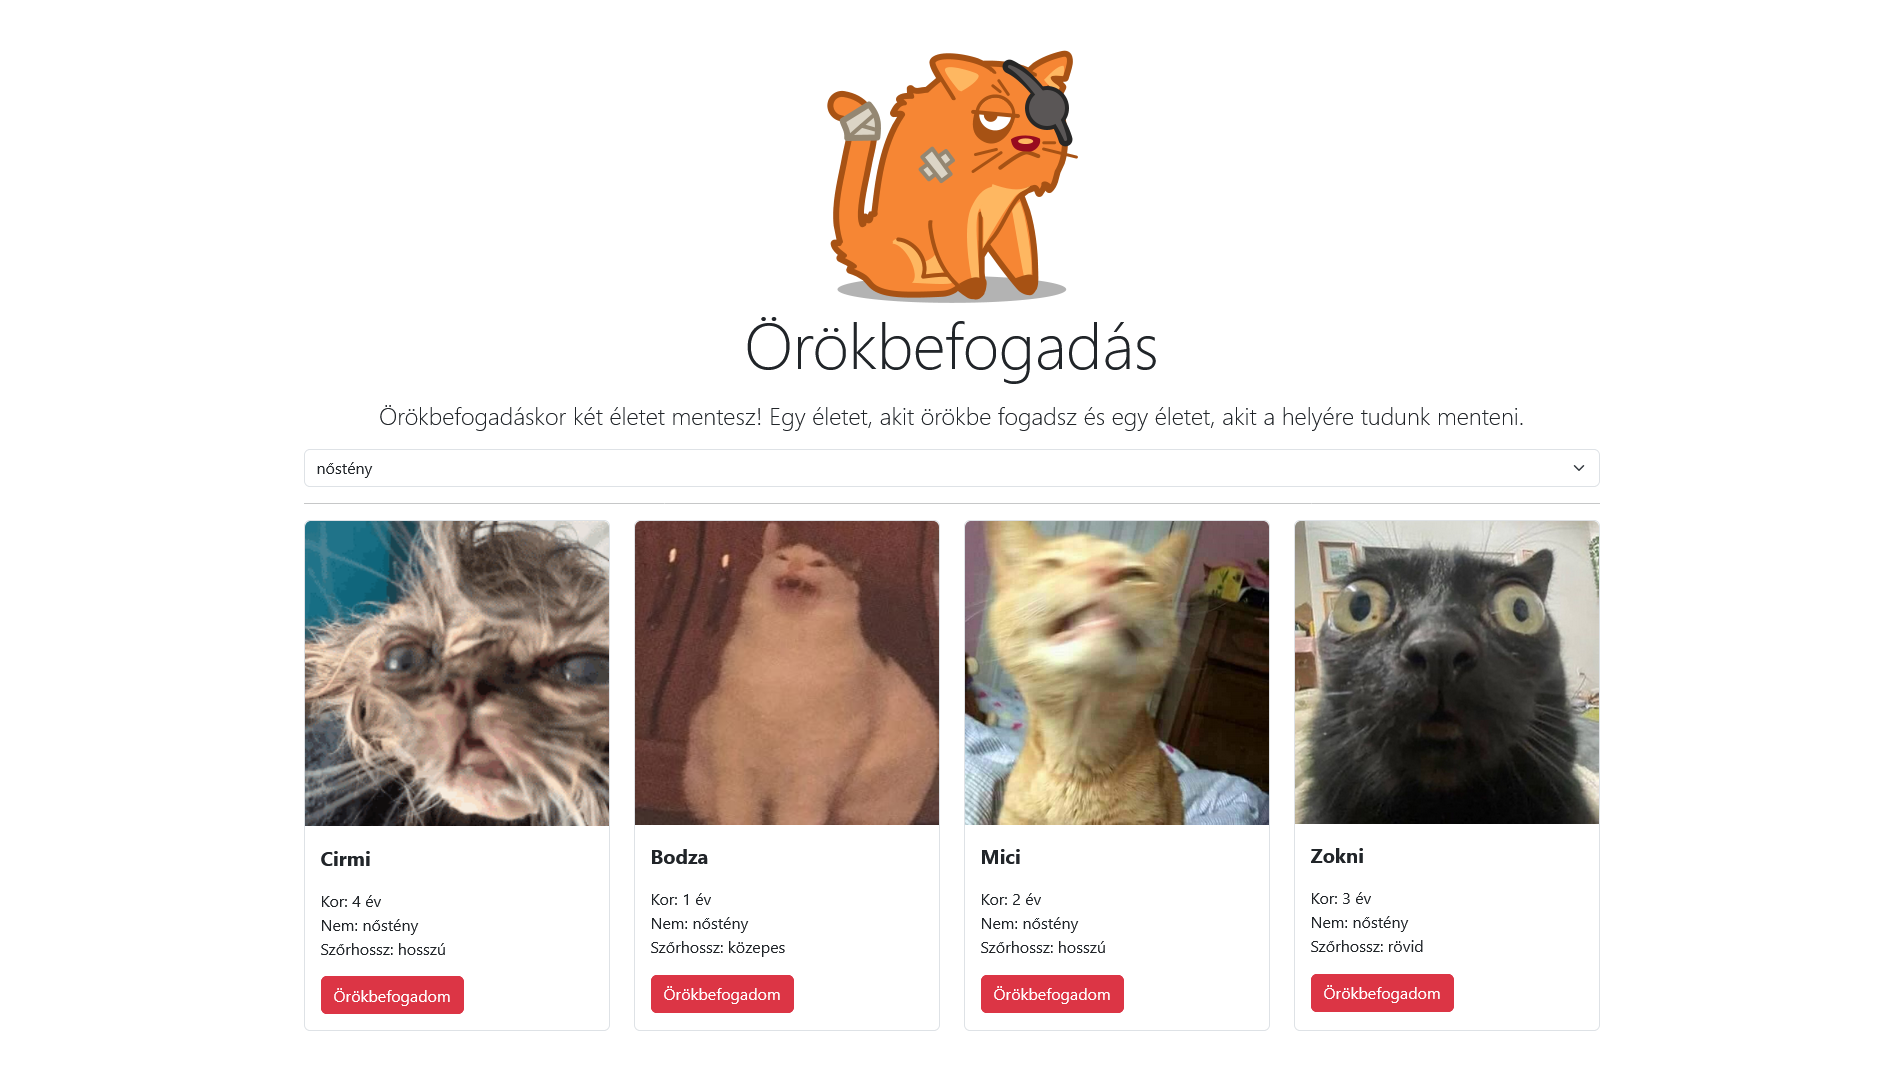 Örökbefogadás
Örökbefogadáskor két életet mentesz! Egy életet, akit örökbe fogadsz és egy életet, akit a helyére tudunk menteni.
nőstény
Cirmi
Kor: 4 év
Nem: nőstény
Szőrhossz: hosszú
Örökbefogadom
Bodza
Kor: 1 év
Nem: nőstény
Szőrhossz: közepes
Örökbefogadom
Mici
Kor: 2 év
Nem: nőstény
Szőrhossz: hosszú
Örökbefogadom
Zokni
Kor: 3 év
Nem: nőstény
Szőrhossz: rövid
Örökbefogadom